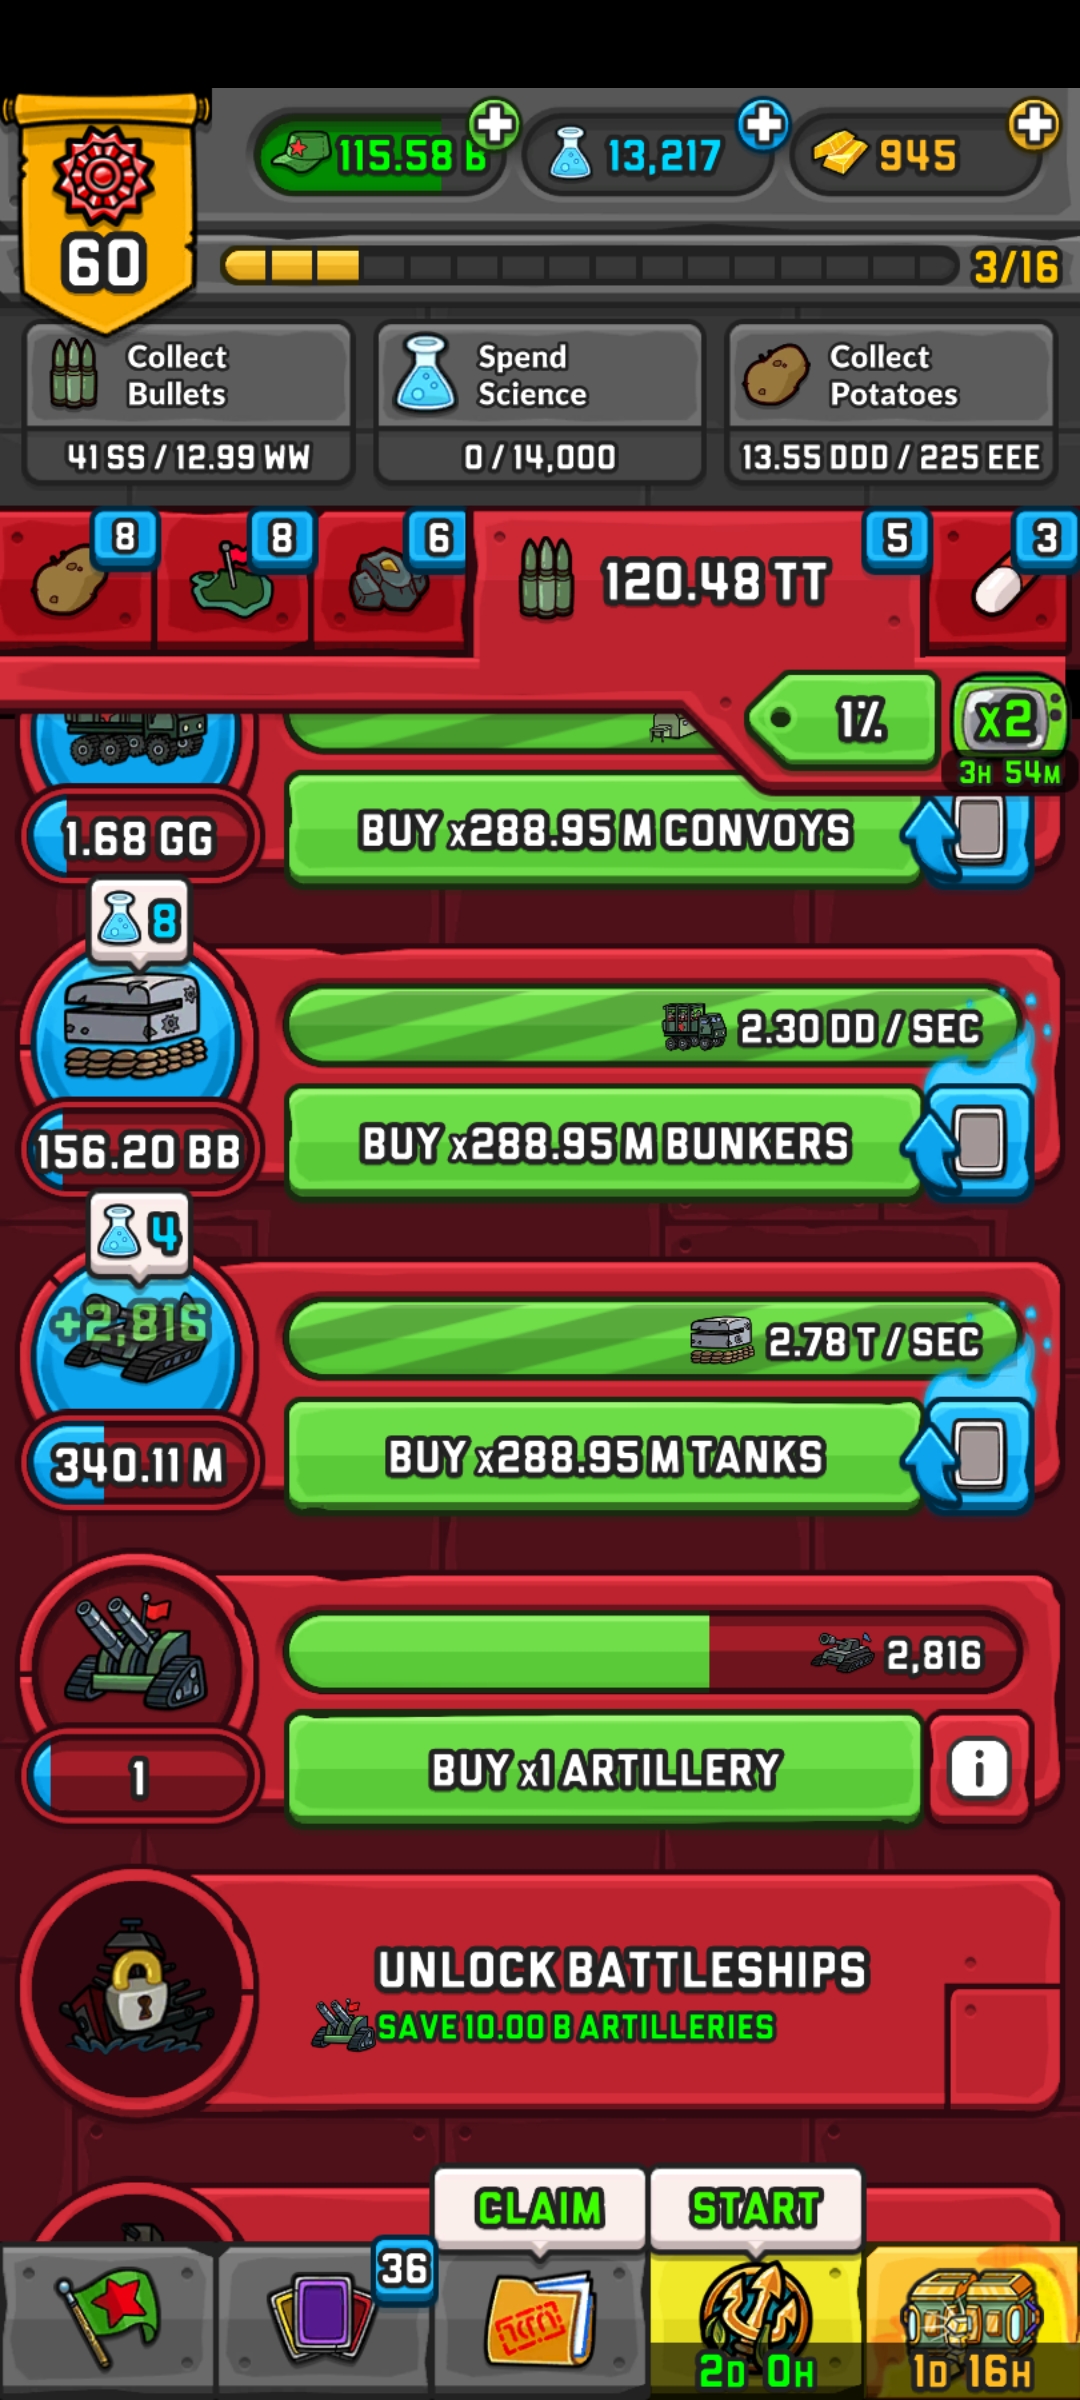 115.58 B
13,217
945
60
3/16
Collect
Bullets
Spend
Science
Collect
Potatoes
41 SS / 12.99 WW
0 / 14,000
13.55 DDD / 225 EEE
8
8
6
120.48 TT
5
3
1%
x2
3H 54M
1.68 GG
BUY x288.95 M CONVOYS
8
2.30 DD / SEC
156.20 BB
BUY x288.95 M BUNKERS
4
+2,816
2.78 T / SEC
340.11 M
BUY x288.95 M TANKS
2,816
1
BUY x1 ARTILLERY
i
UNLOCK BATTLESHIPS
SAVE 10.00 B ARTILLERIES
CLAIM
START
36
2D 0H
1D 16H